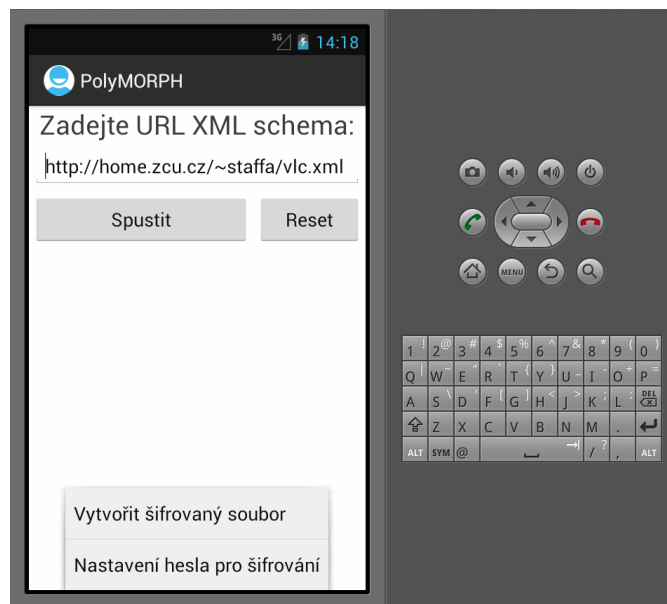 3G 14:18
PolyMORPH
Zadejte URL XML schema:
http://home.zcu.cz/~staffa/vlc.xml
Spustit Reset
Vytvořit šifrovaný soubor
Nastavení hesla pro šifrování
MENU
1 ! 2 @ 3 # 4 $ 5 % 6 ^ 7 & 8 * 9 ( 0 )
Q | W ~ E " R ` T { Y } U _ I - O + P =
A S \ D ' F [ G ] H < J > K ; L : DEL
Z X C V B N M .
ALT SYM @ / ? , ALT